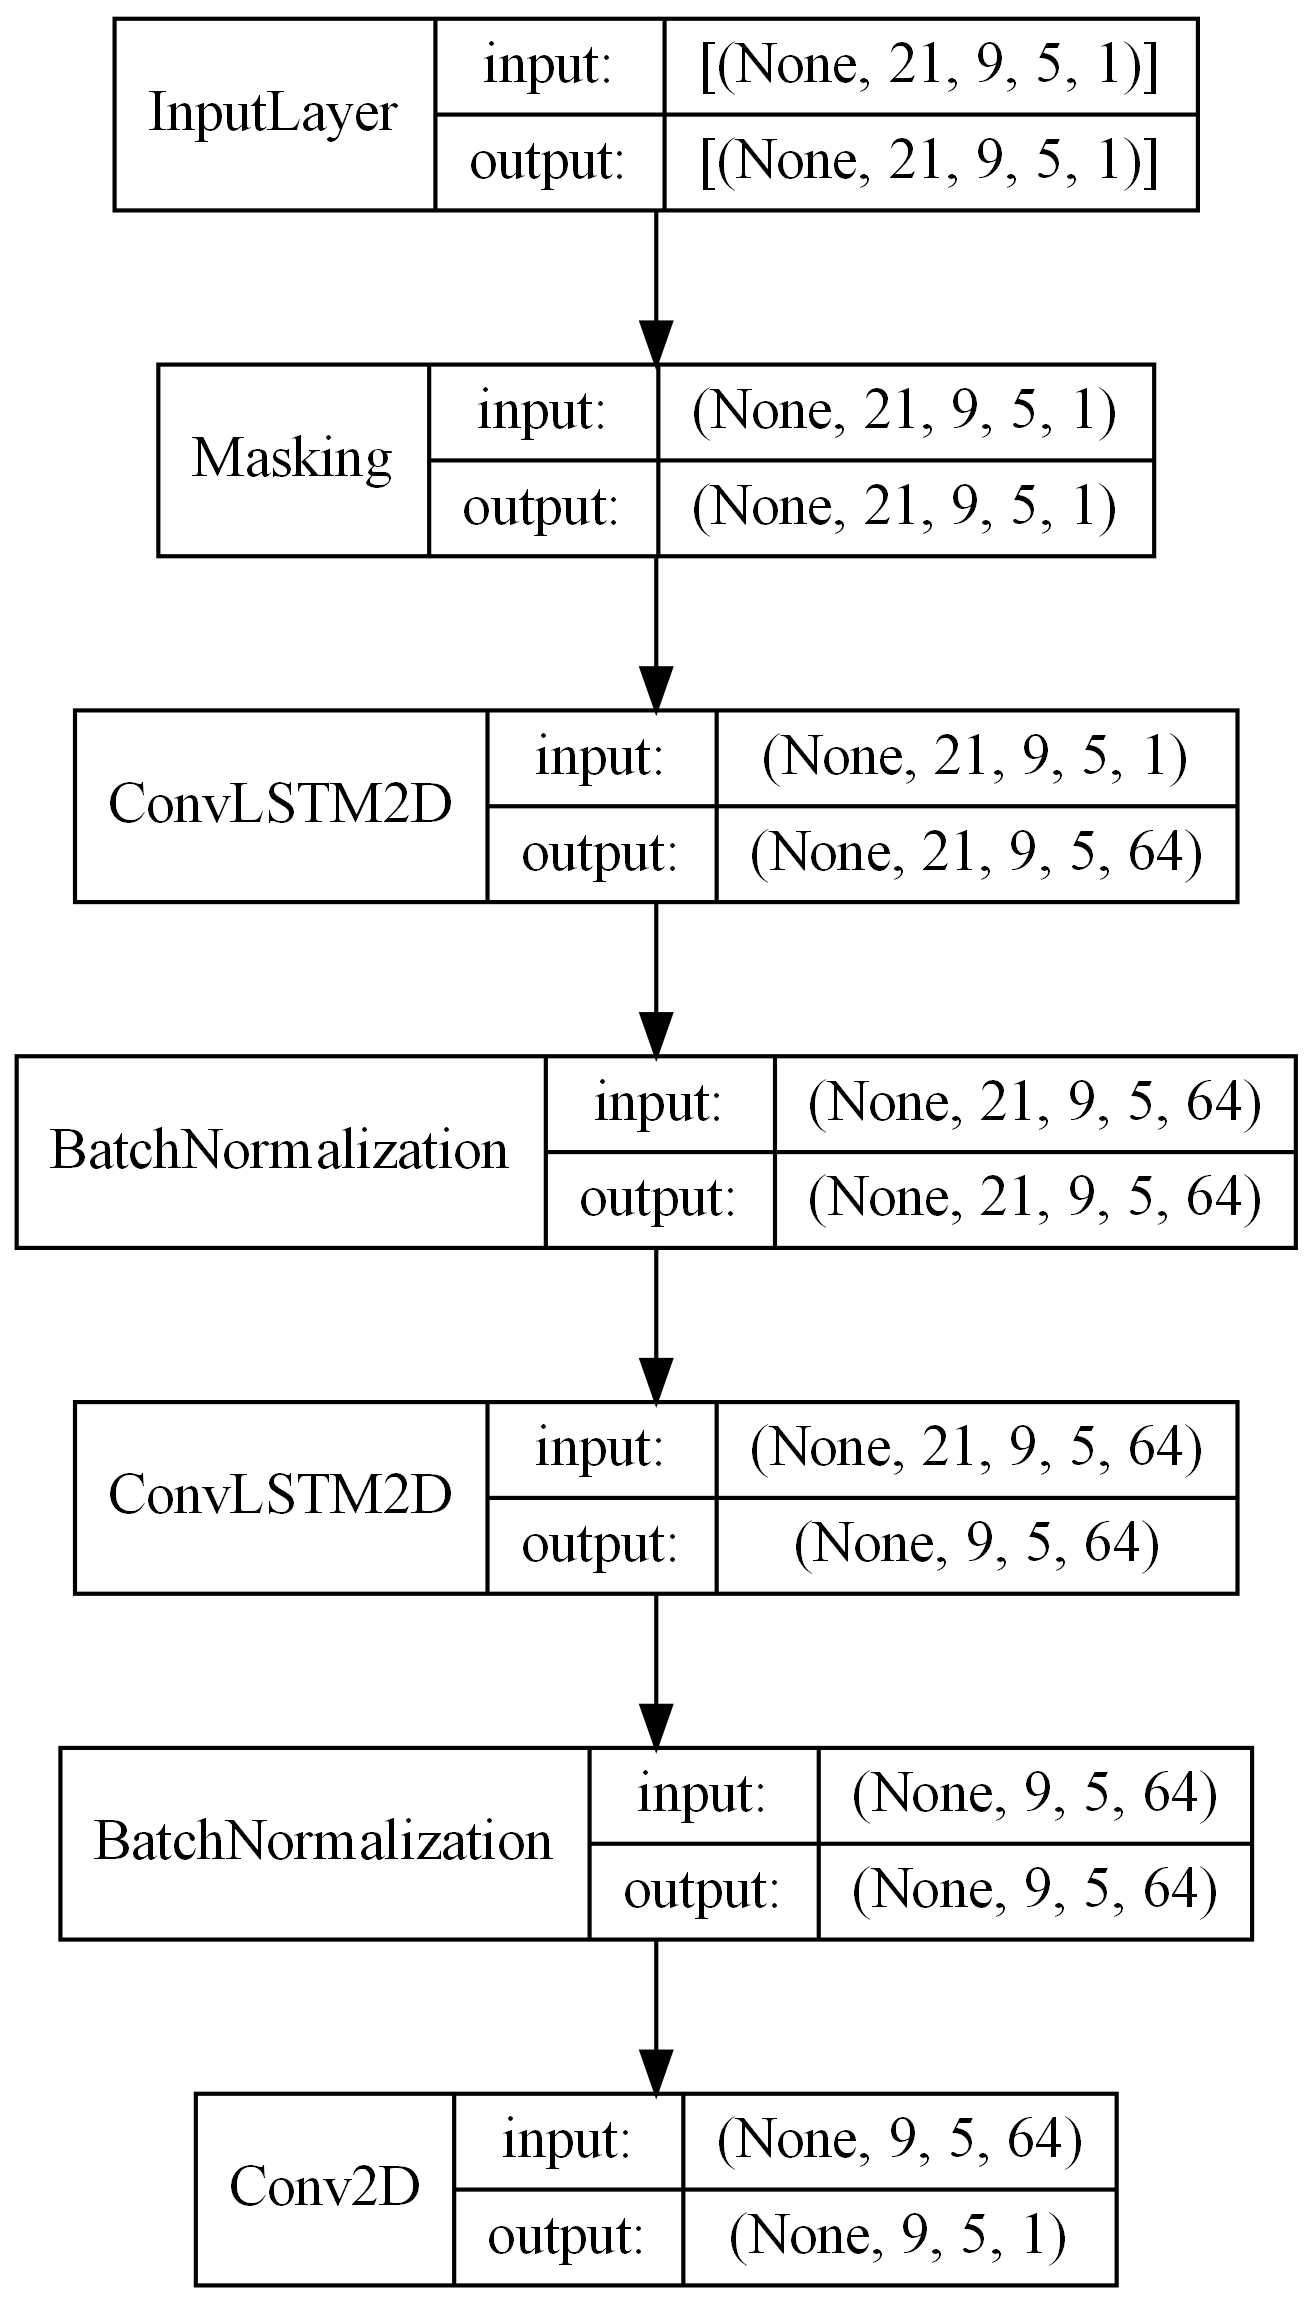 InputLayer
input: [(None, 21, 9, 5, 1)]
output: [(None, 21, 9, 5, 1)]
Masking
input: (None, 21, 9, 5, 1)
output: (None, 21, 9, 5, 1)
ConvLSTM2D
input: (None, 21, 9, 5, 1)
output: (None, 21, 9, 5, 64)
BatchNormalization
input: (None, 21, 9, 5, 64)
output: (None, 21, 9, 5, 64)
ConvLSTM2D
input: (None, 21, 9, 5, 64)
output: (None, 9, 5, 64)
BatchNormalization
input: (None, 9, 5, 64)
output: (None, 9, 5, 64)
Conv2D
input: (None, 9, 5, 64)
output: (None, 9, 5, 1)